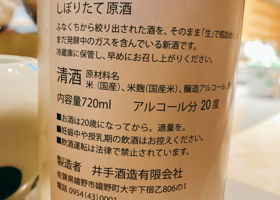 しぼりたて原酒
ふなくちから絞り出された酒を、そのまま「生」で瓶詰め
まだ発酵中のガスを含んでいる新酒です。
冷蔵庫に保管し、早めにお召し上がりください。
清酒 原材料名
米(国産)、米麹(国産米)、醸造アルコール、
内容量720ml アルコール分 20度
■お酒は20歳になってから。適量を。
■妊娠中や授乳期の飲酒はお控えください。
■飲酒運転は法律で禁止されています。
製造者 井手酒造有限会社
佐賀県嬉野市嬉野町大字下宿乙806の1
電話 0954(43)0001